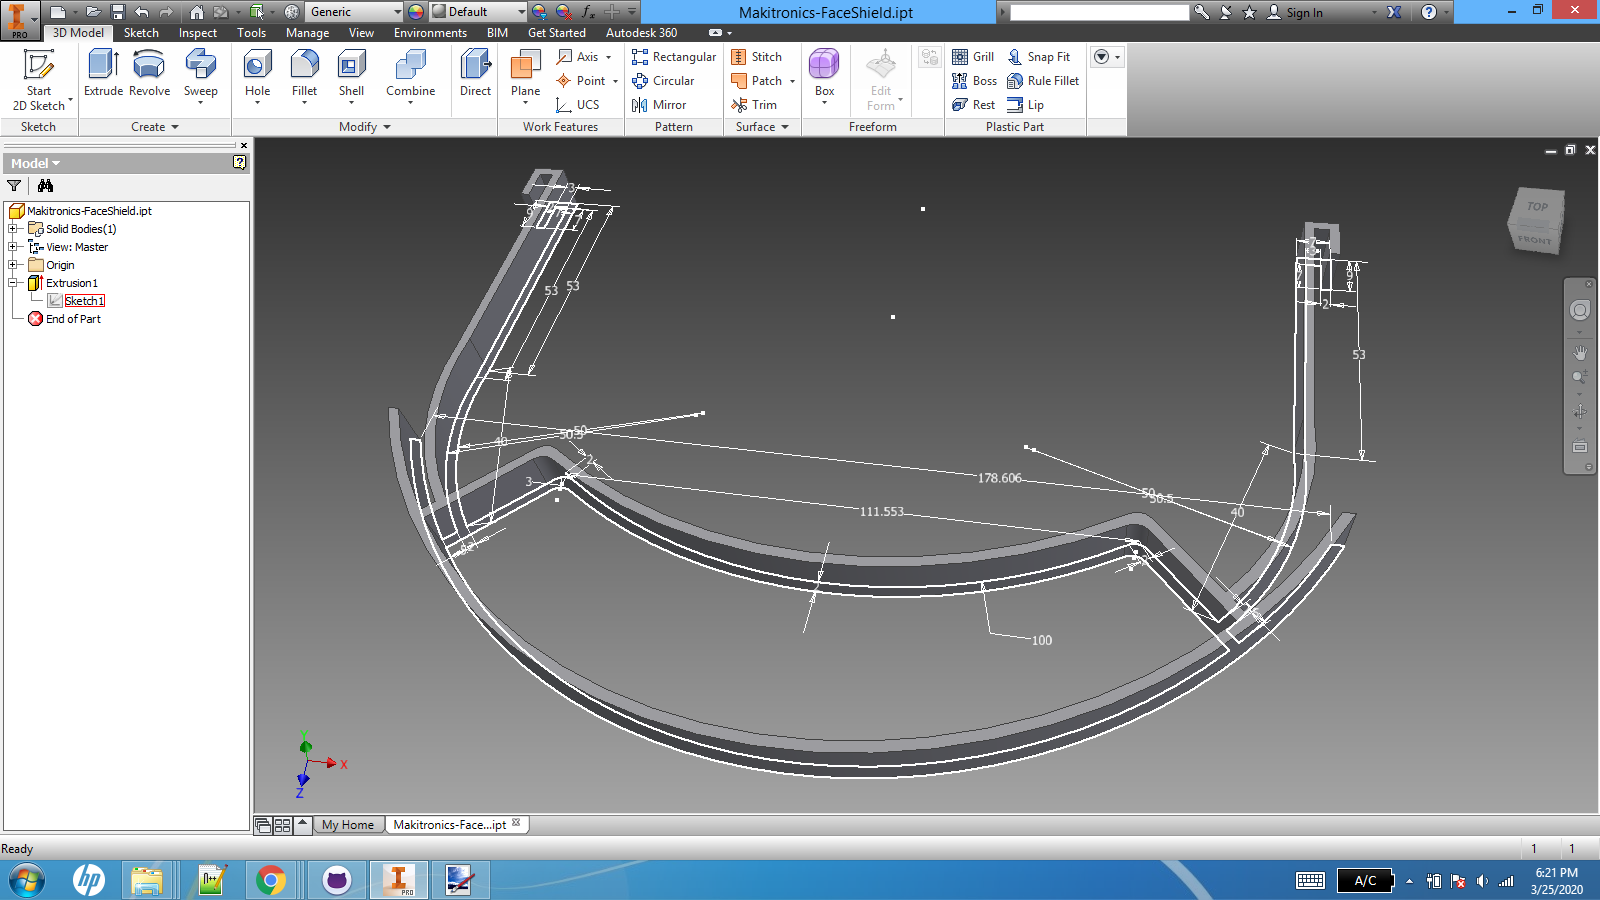 Generic
Default
Makitronics-FaceShield.ipt
Sign In
PRO
3D Model
Sketch
Inspect
Tools
Manage
View
Environments
BIM
Get Started
Autodesk 360
Start
2D Sketch
Extrude
Revolve
Sweep
Hole
Fillet
Shell
Combine
Direct
Plane
Axis
Point
UCS
Rectangular
Circular
Mirror
Stitch
Patch
Trim
Box
Edit
Form
Grill
Boss
Rest
Snap Fit
Rule Fillet
Lip
Sketch
Create
Modify
Work Features
Pattern
Surface
Freeform
Plastic Part
Model
Makitronics-FaceShield.ipt
Solid Bodies(1)
View: Master
Origin
Extrusion1
Sketch1
End of Part
TOP
FRONT
3
9
7
3
9
2
53
53
53
40
50.5
50
2
3
178.606
111.553
50
50.5
40
100
Y
X
Z
My Home
Makitronics-Face...ipt
Ready
1
1
hp
PRO
A/C
6:21 PM
3/25/2020